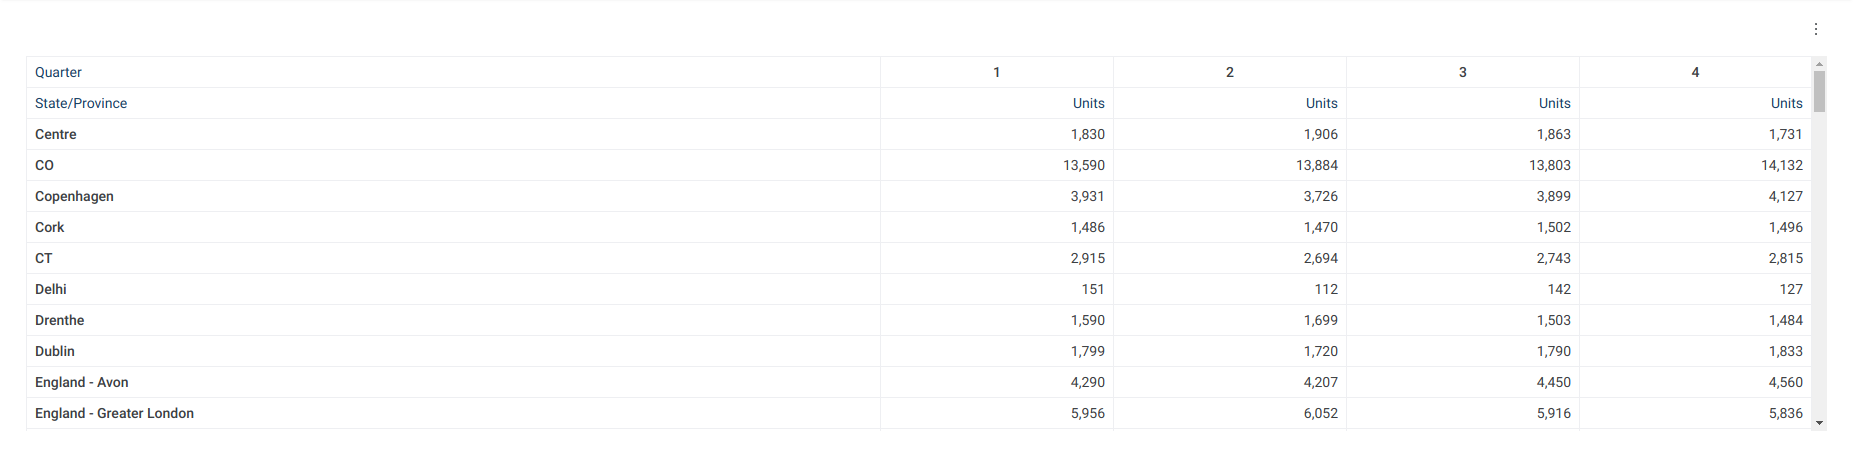 Quarter 1 2 3 4
State/Province Units Units Units Units
Centre 1,830 1,906 1,863 1,731
CO 13,590 13,884 13,803 14,132
Copenhagen 3,931 3,726 3,899 4,127
Cork 1,486 1,470 1,502 1,496
CT 2,915 2,694 2,743 2,815
Delhi 151 112 142 127
Drenthe 1,590 1,699 1,503 1,484
Dublin 1,799 1,720 1,790 1,833
England - Avon 4,290 4,207 4,450 4,560
England - Greater London 5,956 6,052 5,916 5,836